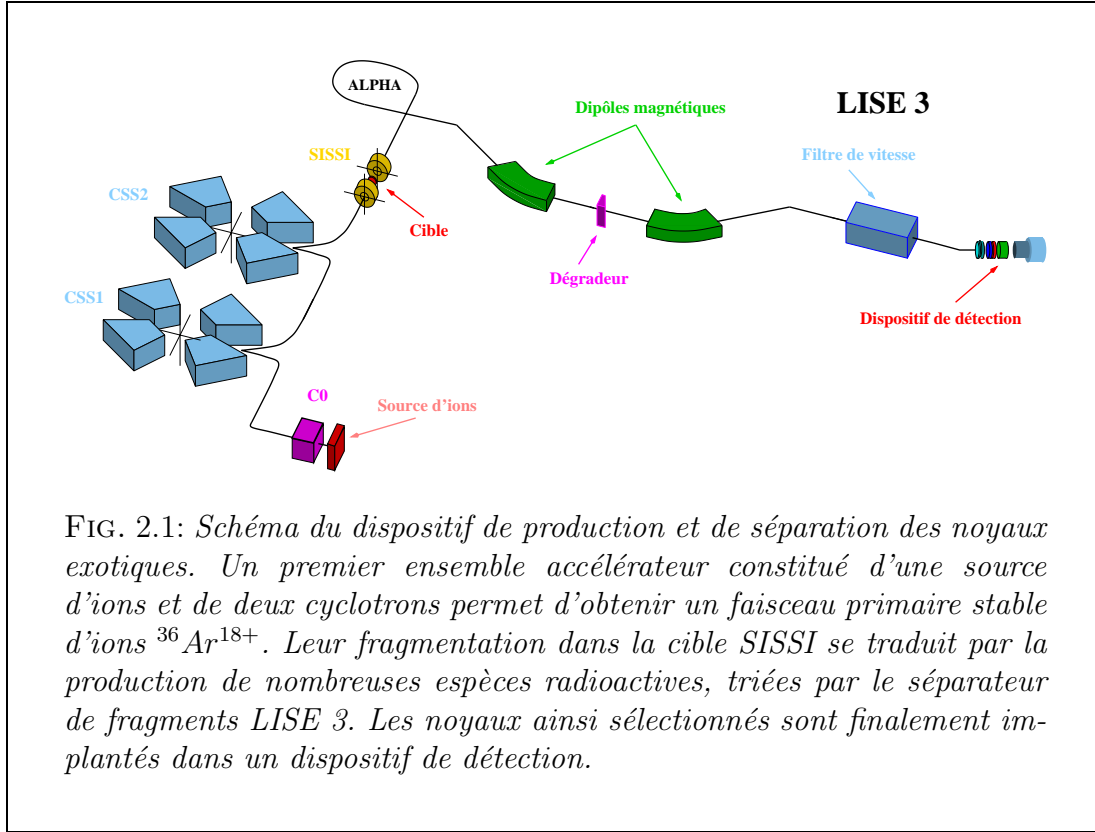 ALPHA
LISE 3
Dipôles magnétiques
SISSI
Filtre de vitesse
CSS2
Cible
Dégradeur
CSS1
Dispositif de détection
C0
Source d'ions
FIG. 2.1: Schéma du dispositif de production et de séparation des noyaux
exotiques. Un premier ensemble accélérateur constitué d'une source
d'ions et de deux cyclotrons permet d'obtenir un faisceau primaire stable
d'ions ³⁶Ar¹⁸⁺. Leur fragmentation dans la cible SISSI se traduit par la
production de nombreuses espèces radioactives, triées par le séparateur
de fragments LISE 3. Les noyaux ainsi sélectionnés sont finalement im-
plantés dans un dispositif de détection.